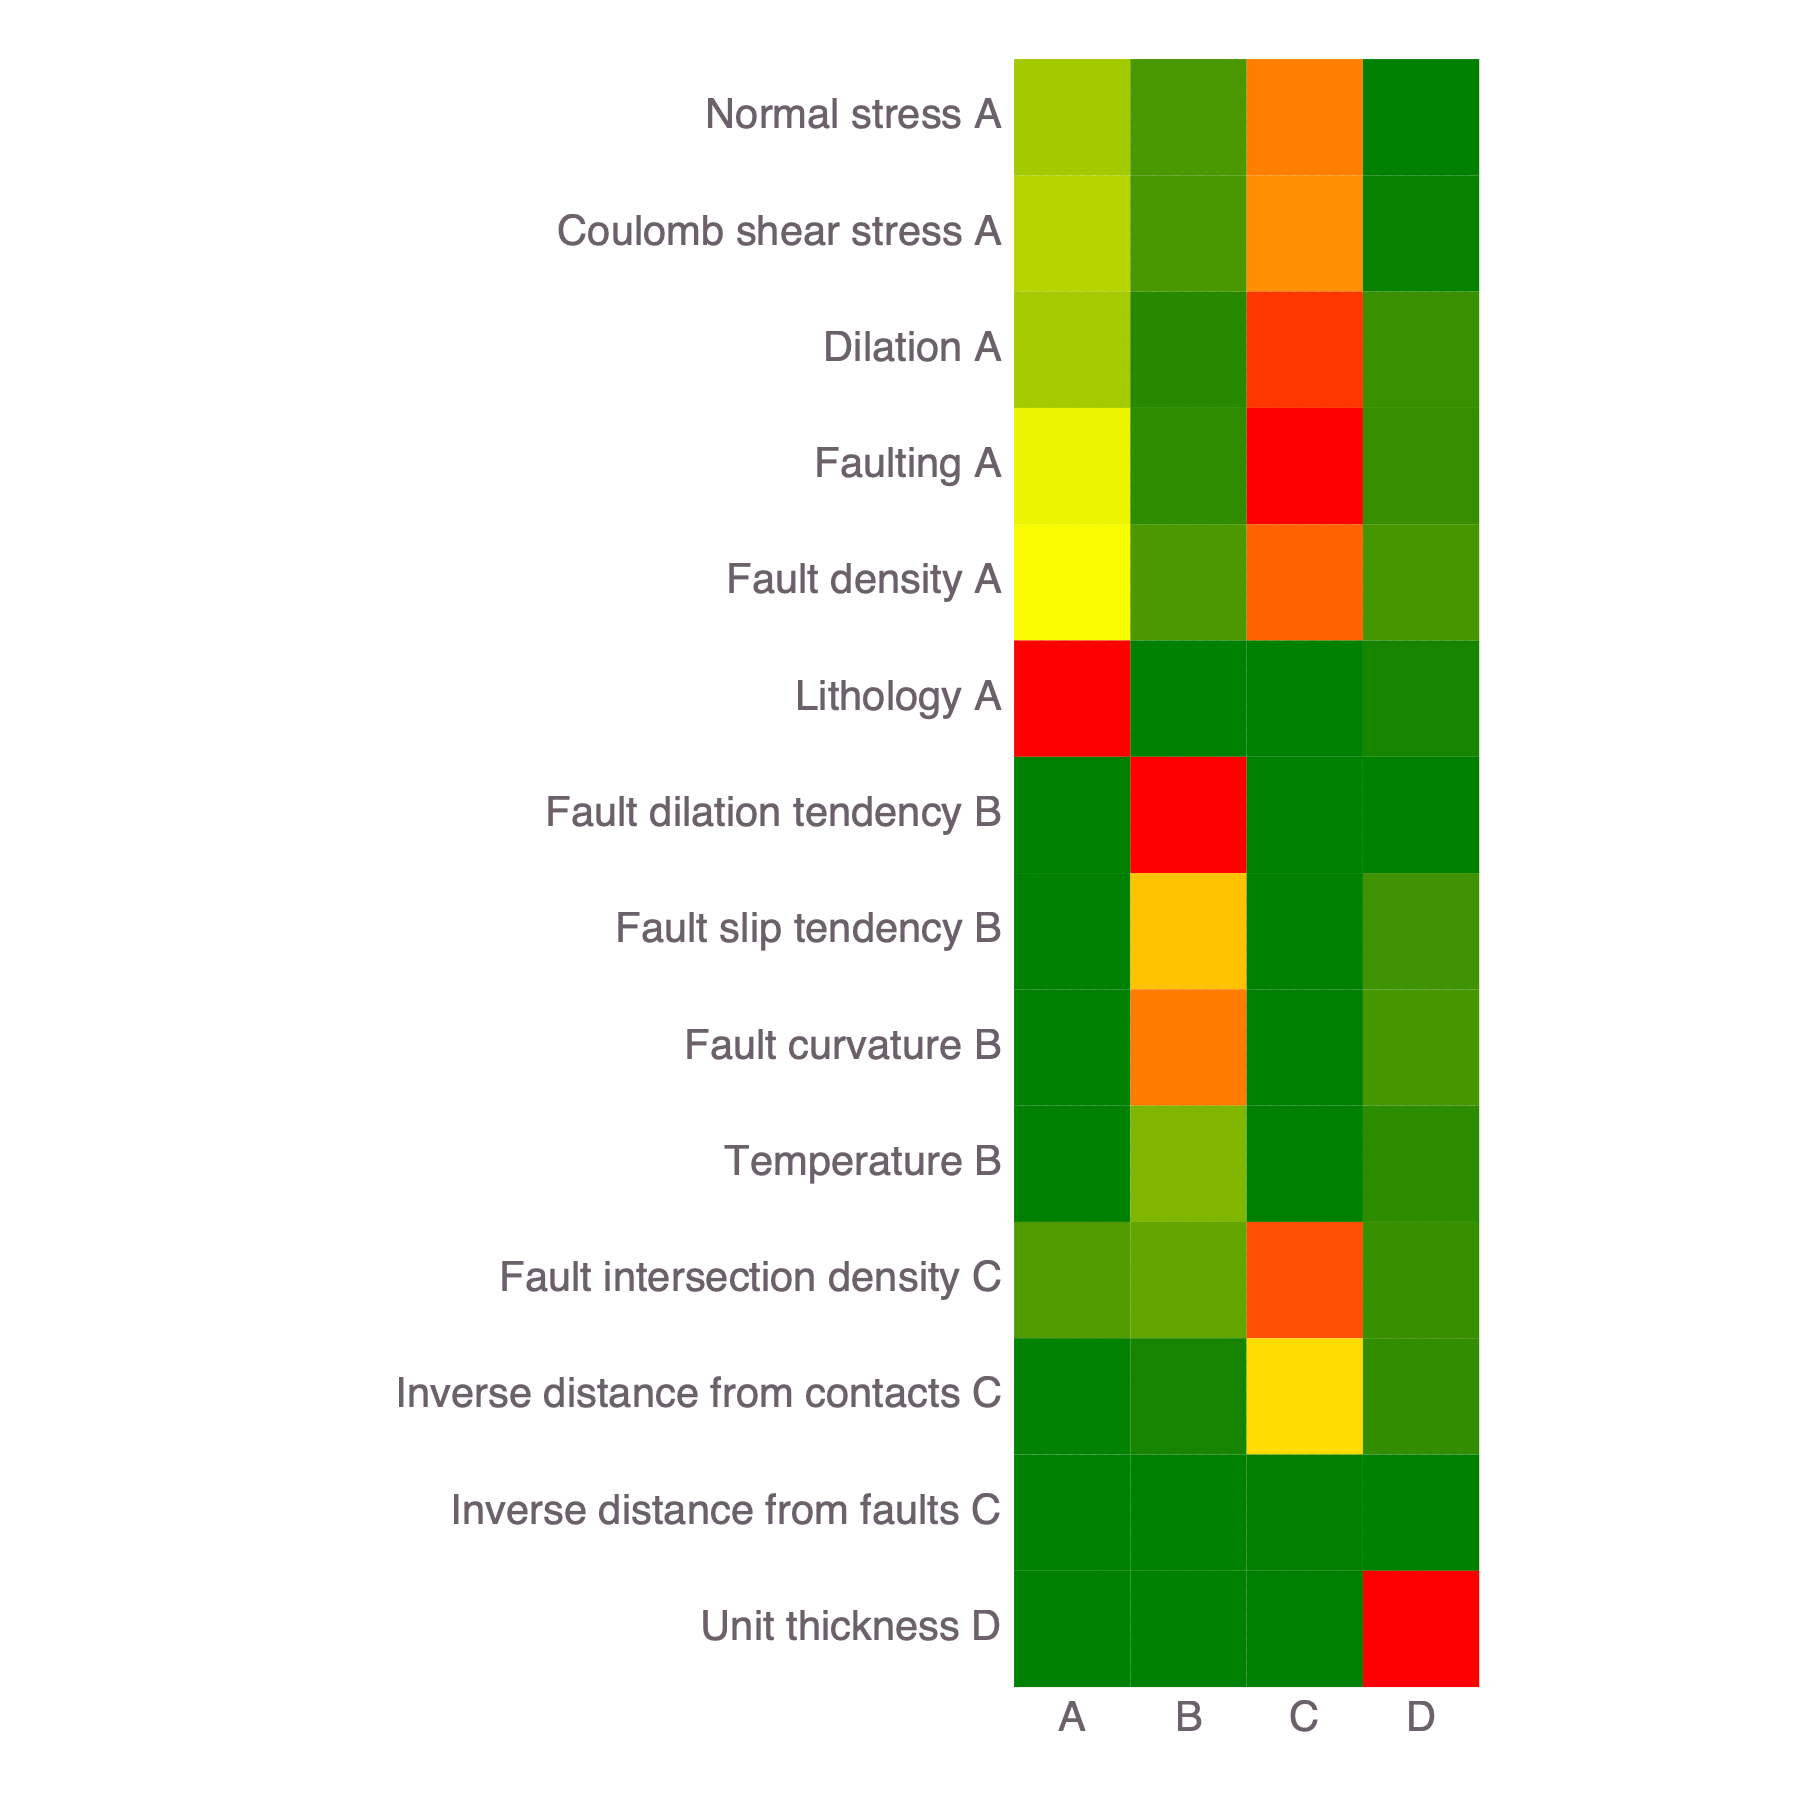 Normal stress A
Coulomb shear stress A
Dilation A
Faulting A
Fault density A
Lithology A
Fault dilation tendency B
Fault slip tendency B
Fault curvature B
Temperature B
Fault intersection density C
Inverse distance from contacts C
Inverse distance from faults C
Unit thickness D
A B C D